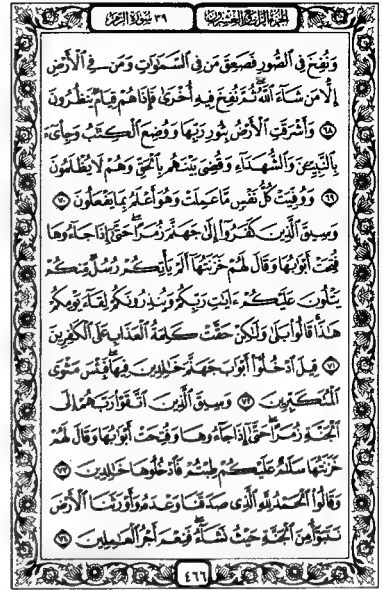 الجزء الرابع والعشرون
٣٩ سورة الزمر
وَنُفِخَ فِي الصُّورِ فَصَعِقَ مَن فِي السَّمَٰوَٰتِ وَمَن فِي الْأَرْضِ
إِلَّا مَن شَاءَ اللَّهُ ثُمَّ نُفِخَ فِيهِ أُخْرَىٰ فَإِذَا هُمْ قِيَامٌ يَنظُرُونَ
٦٨ وَأَشْرَقَتِ الْأَرْضُ بِنُورِ رَبِّهَا وَوُضِعَ الْكِتَٰبُ وَجِاْيءَ
بِالنَّبِيِّينَ وَالشُّهَدَاءِ وَقُضِيَ بَيْنَهُم بِالْحَقِّ وَهُمْ لَا يُظْلَمُونَ
٦٩ وَوُفِّيَتْ كُلُّ نَفْسٍ مَّا عَمِلَتْ وَهُوَ أَعْلَمُ بِمَا يَفْعَلُونَ ٧٠
وَسِيقَ الَّذِينَ كَفَرُوا إِلَىٰ جَهَنَّمَ زُمَرًا حَتَّىٰ إِذَا جَاءُوهَا
فُتِحَتْ أَبْوَٰبُهَا وَقَالَ لَهُمْ خَزَنَتُهَا أَلَمْ يَأْتِكُمْ رُسُلٌ مِّنكُمْ
يَتْلُونَ عَلَيْكُمْ ءَايَٰتِ رَبِّكُمْ وَيُنذِرُونَكُمْ لِقَاءَ يَوْمِكُمْ
هَٰذَا قَالُوا بَلَىٰ وَلَٰكِنْ حَقَّتْ كَلِمَةُ الْعَذَابِ عَلَى الْكَٰفِرِينَ
٧١ قِيلَ ادْخُلُوا أَبْوَٰبَ جَهَنَّمَ خَٰلِدِينَ فِيهَا فَبِئْسَ مَثْوَى
الْمُتَكَبِّرِينَ ٧٢ وَسِيقَ الَّذِينَ اتَّقَوْا رَبَّهُمْ إِلَى
الْجَنَّةِ زُمَرًا حَتَّىٰ إِذَا جَاءُوهَا وَفُتِحَتْ أَبْوَٰبُهَا وَقَالَ لَهُمْ
خَزَنَتُهَا سَلَٰمٌ عَلَيْكُمْ طِبْتُمْ فَادْخُلُوهَا خَٰلِدِينَ ٧٣
وَقَالُوا الْحَمْدُ لِلَّهِ الَّذِي صَدَقَنَا وَعْدَهُ وَأَوْرَثَنَا الْأَرْضَ
نَتَبَوَّأُ مِنَ الْجَنَّةِ حَيْثُ نَشَاءُ فَنِعْمَ أَجْرُ الْعَٰمِلِينَ ٧٤
٤٦٦